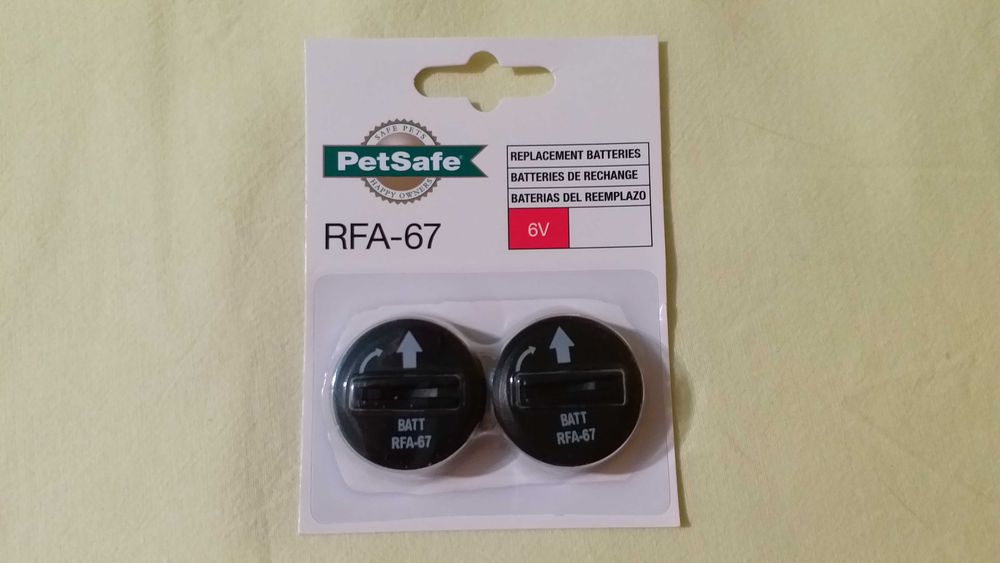 SAFE PETS
PetSafe®
HAPPY OWNERS
RFA-67
REPLACEMENT BATTERIES
BATTERIES DE RECHANGE
BATERIAS DEL REEMPLAZO
6V
BATT
RFA-67
BATT
RFA-67